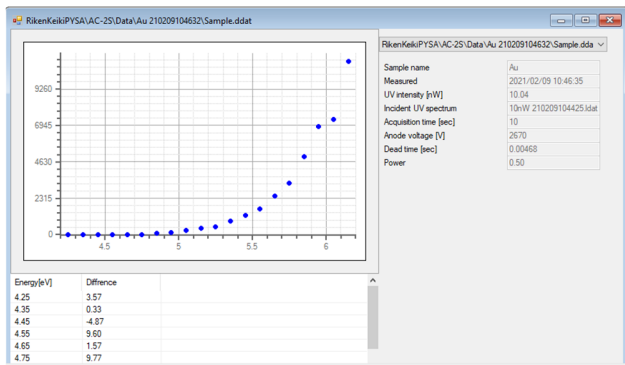 RikenKeikiPYSA\AC-2S\Data\Au 210209104632\Sample.ddat
RikenKeikiPYSA\AC-2S\Data\Au 210209104632\Sample.dda
Sample name Au
Measured 2021/02/09 10:46:35
UV intensity [nW] 10.04
Incident UV spectrum 10nW 210209104425.ldat
Acquisition time [sec] 10
Anode voltage [V] 2670
Dead time [sec] 0.00468
Power 0.50
9260
6945
4630
2315
0
4.5 5 5.5 6
Energy[eV] Diffrence
4.25 3.57
4.35 0.33
4.45 -4.87
4.55 9.60
4.65 1.57
4.75 9.77